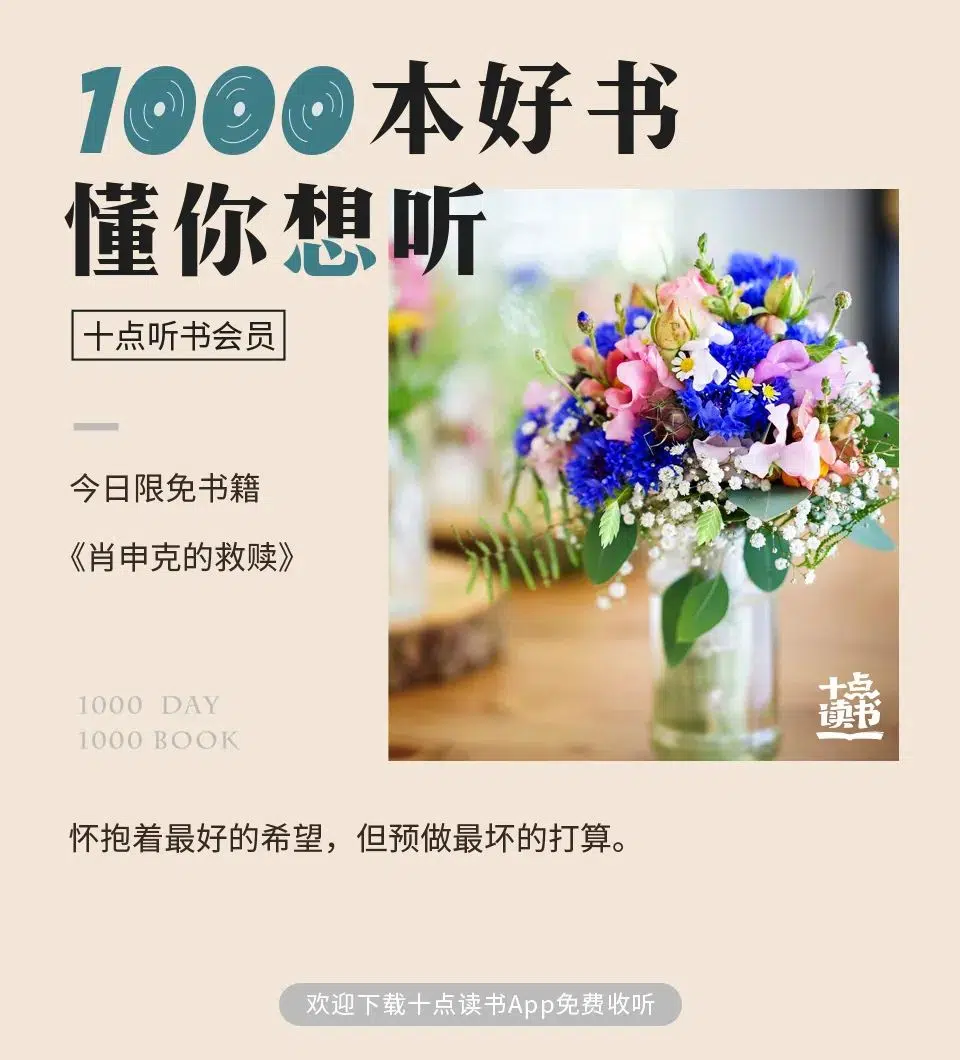 1000本好书
懂你想听
十点听书会员
今日限免书籍
《肖申克的救赎》
1000 DAY
1000 BOOK
十点
读书
怀抱着最好的希望，但预做最坏的打算。
欢迎下载十点读书App免费收听